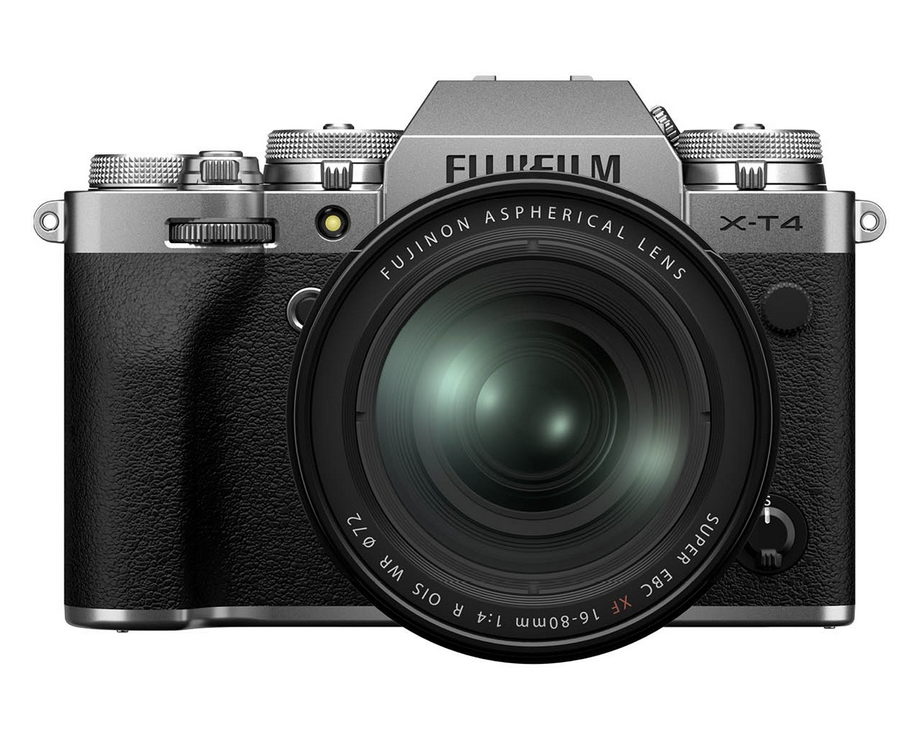 FUJIFILM
X-T4
FUJINON ASPHERICAL LENS
SUPER EBC XF 16-80mm 1:4 R OIS WR Ø72
S